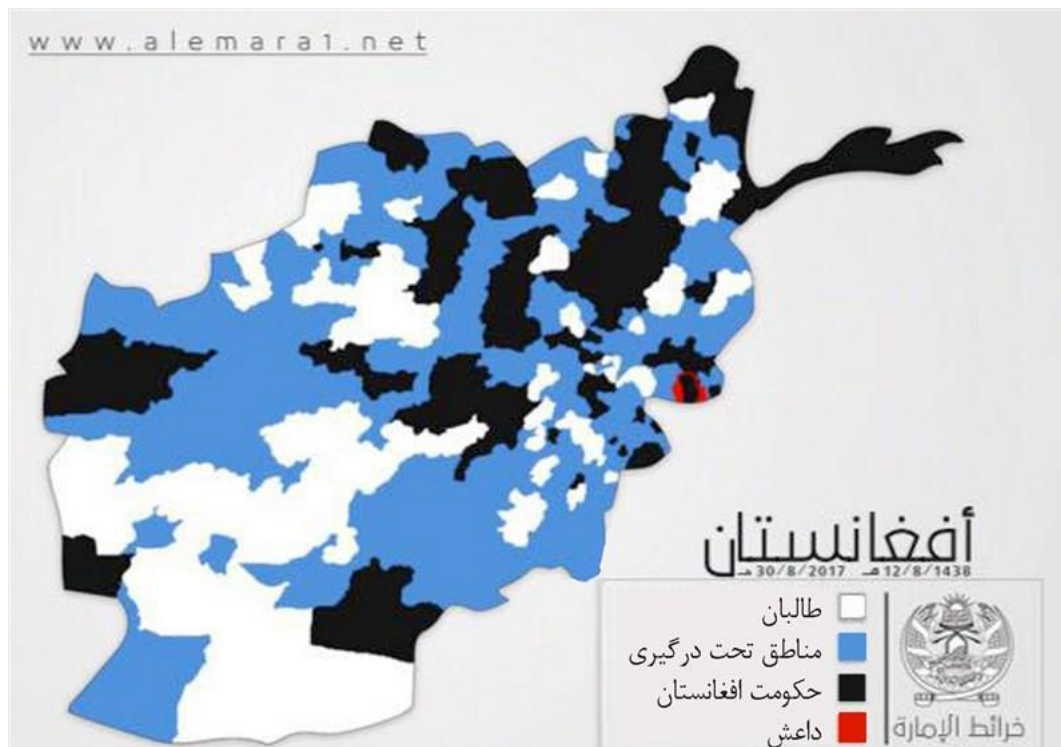 www.alemara1.net
أفغانستان
30/8/2017 هـ 12/8/1438 هـ
طالبان
مناطق تحت درگیری
حکومت افغانستان
داعش
خرائط الإمارة